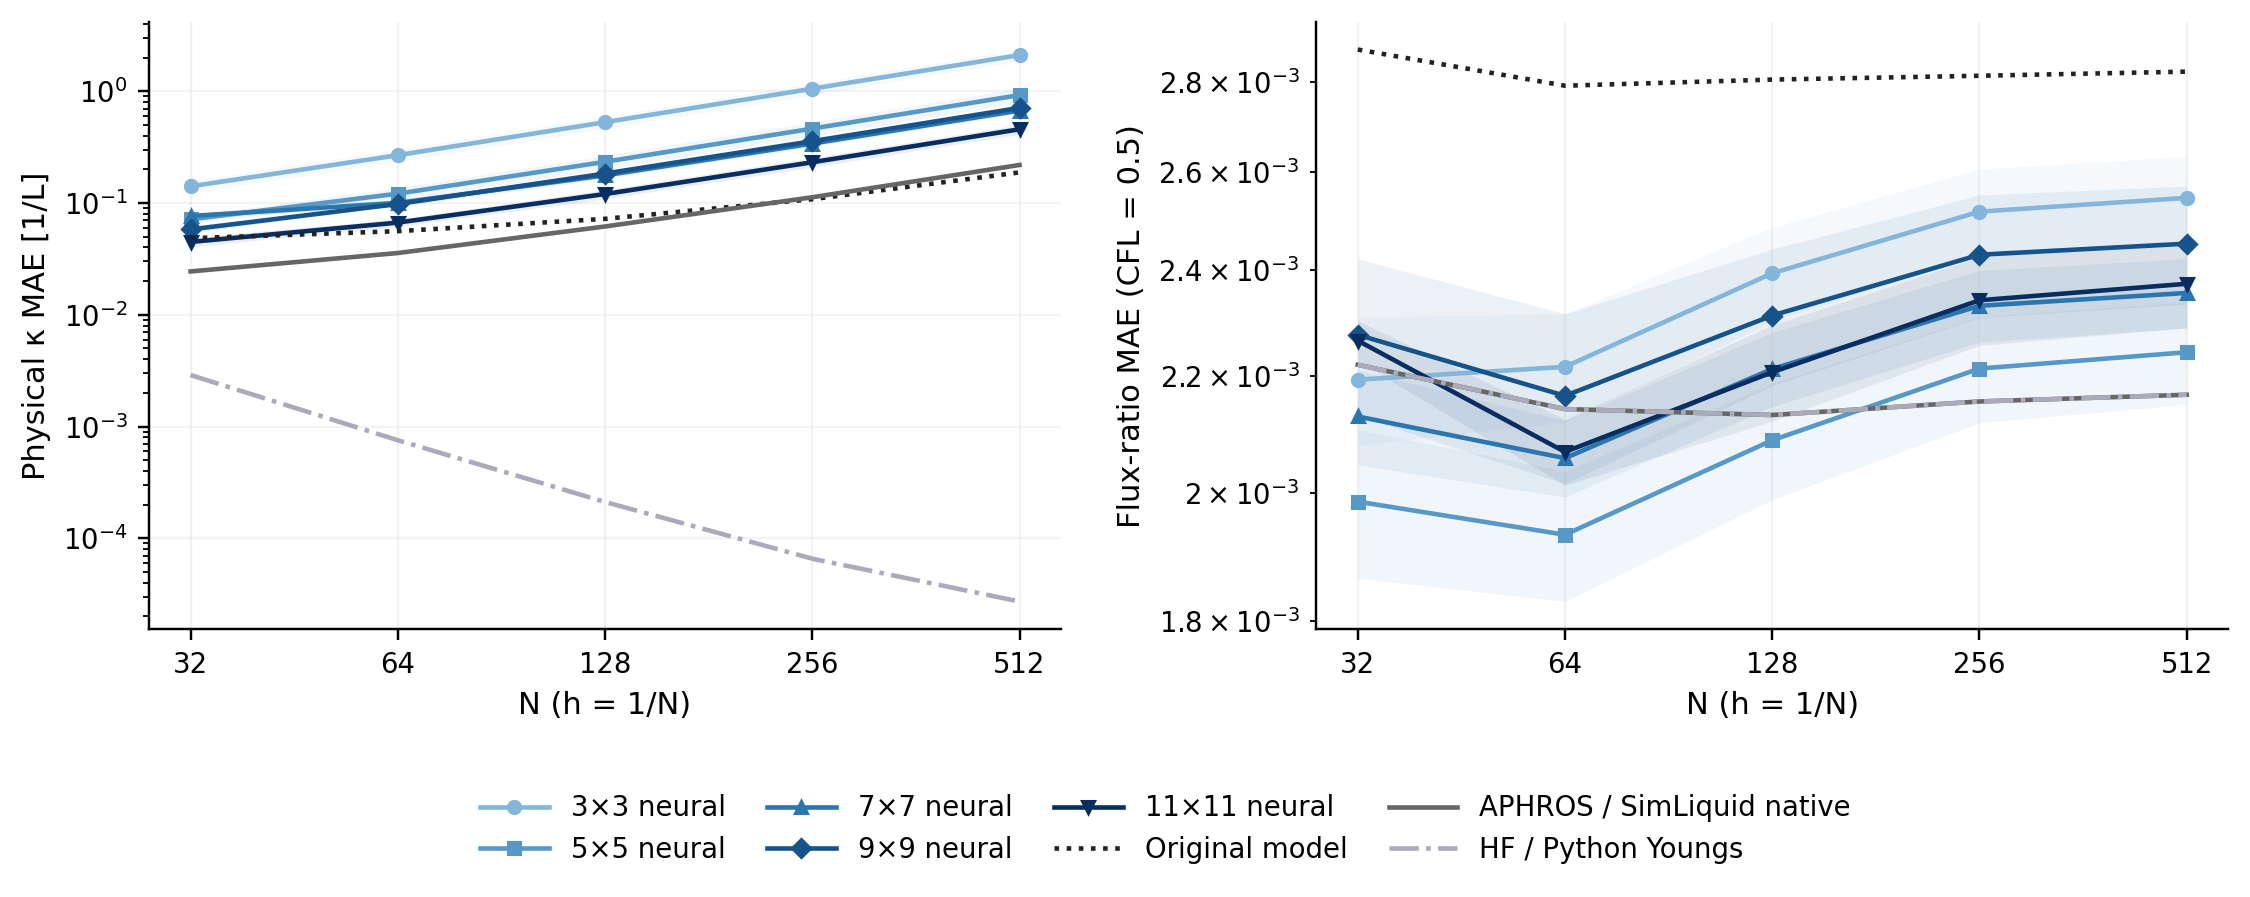 Physical κ MAE [1/L]
10⁰
10⁻¹
10⁻²
10⁻³
10⁻⁴
32 64 128 256 512
N (h = 1/N)
Flux-ratio MAE (CFL = 0.5)
2.8 × 10⁻³
2.6 × 10⁻³
2.4 × 10⁻³
2.2 × 10⁻³
2 × 10⁻³
1.8 × 10⁻³
32 64 128 256 512
N (h = 1/N)
3×3 neural
5×5 neural
7×7 neural
9×9 neural
11×11 neural
Original model
APHROS / SimLiquid native
HF / Python Youngs